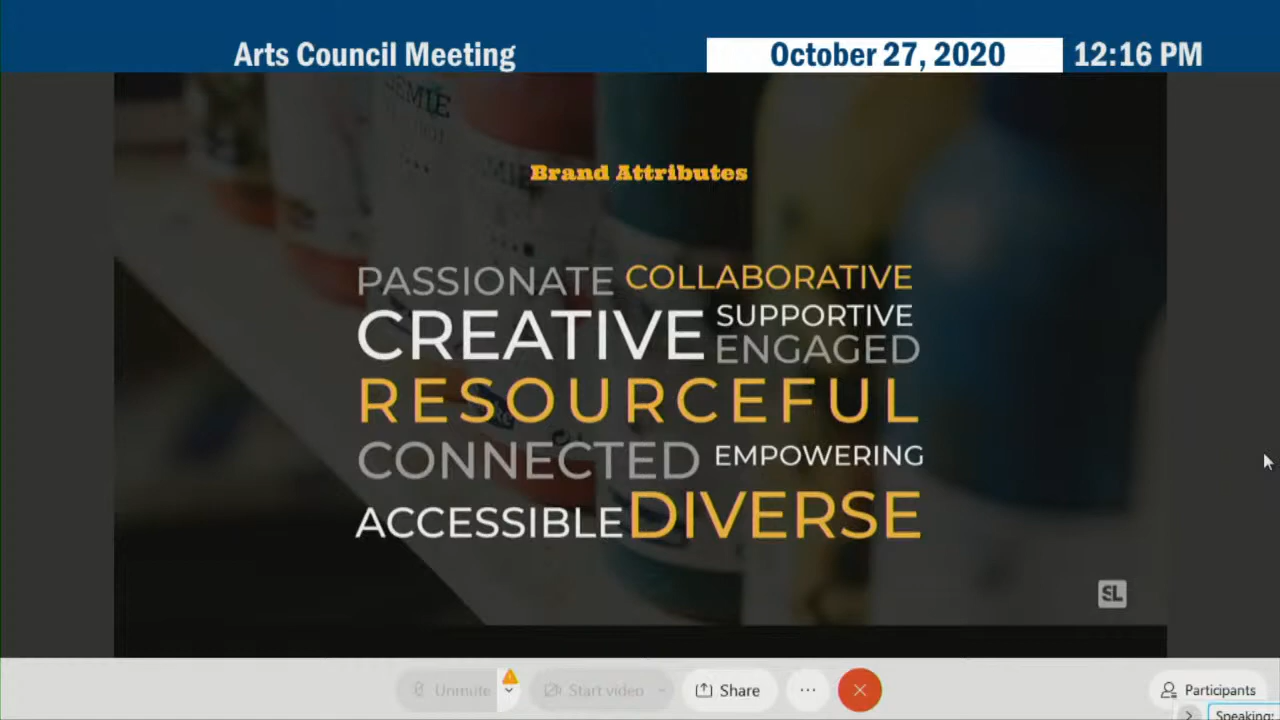 Arts Council Meeting October 27, 2020 12:16 PM
Brand Attributes
PASSIONATE COLLABORATIVE
CREATIVE SUPPORTIVE
ENGAGED
RESOURCEFUL
CONNECTED EMPOWERING
ACCESSIBLE DIVERSE
SL
Unmute Start video Share Participants
Speaking: